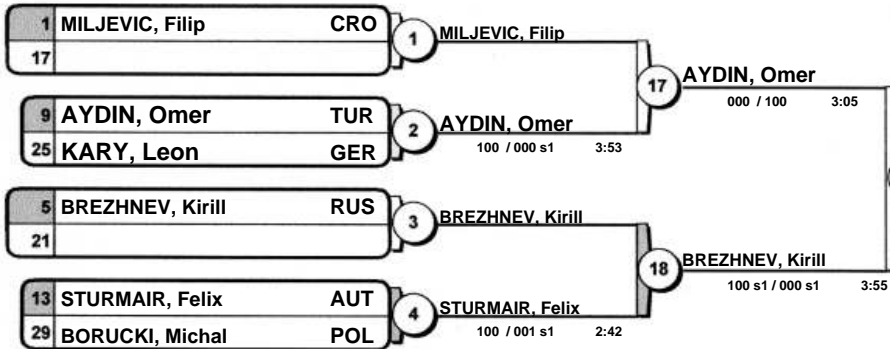 1 MILJEVIC, Filip CRO
17
1 MILJEVIC, Filip
9 AYDIN, Omer TUR
25 KARY, Leon GER
2 AYDIN, Omer
100 / 000 s1 3:53
17 AYDIN, Omer
000 / 100 3:05
5 BREZHNEV, Kirill RUS
21
3 BREZHNEV, Kirill
13 STURMAIR, Felix AUT
29 BORUCKI, Michal POL
4 STURMAIR, Felix
100 / 001 s1 2:42
18 BREZHNEV, Kirill
100 s1 / 000 s1 3:55